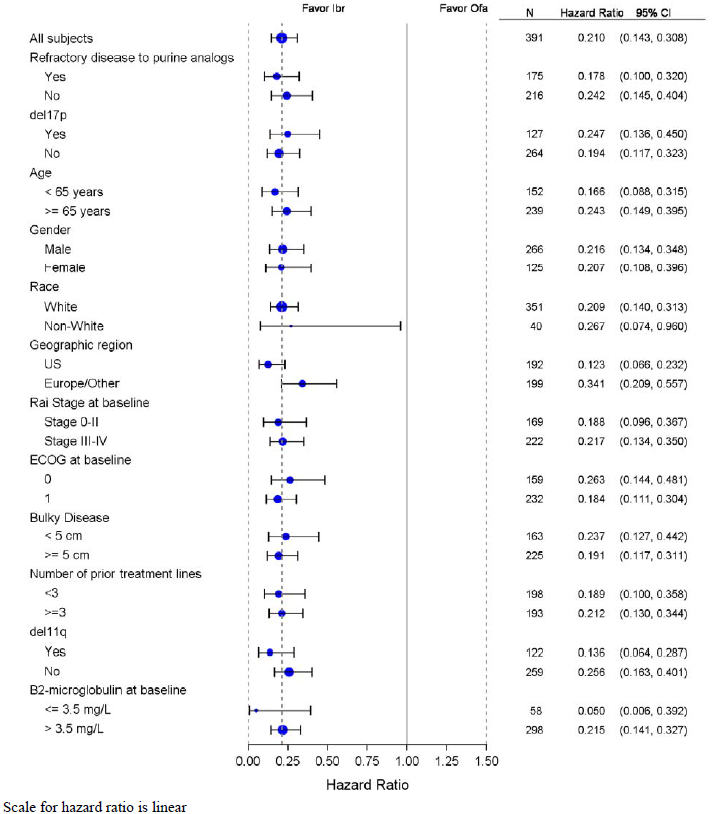 Favor Ibr Favor Ofa N Hazard Ratio 95% CI
All subjects 391 0.210 (0.143, 0.308)
Refractory disease to purine analogs
Yes 175 0.178 (0.100, 0.320)
No 216 0.242 (0.145, 0.404)
del17p
Yes 127 0.247 (0.136, 0.450)
No 264 0.194 (0.117, 0.323)
Age
< 65 years 152 0.166 (0.088, 0.315)
>= 65 years 239 0.243 (0.149, 0.395)
Gender
Male 266 0.216 (0.134, 0.348)
Female 125 0.207 (0.108, 0.396)
Race
White 351 0.209 (0.140, 0.313)
Non-White 40 0.267 (0.074, 0.960)
Geographic region
US 192 0.123 (0.066, 0.232)
Europe/Other 199 0.341 (0.209, 0.557)
Rai Stage at baseline
Stage 0-II 169 0.188 (0.096, 0.367)
Stage III-IV 222 0.217 (0.134, 0.350)
ECOG at baseline
0 159 0.263 (0.144, 0.481)
1 232 0.184 (0.111, 0.304)
Bulky Disease
< 5 cm 163 0.237 (0.127, 0.442)
>= 5 cm 225 0.191 (0.117, 0.311)
Number of prior treatment lines
<3 198 0.189 (0.100, 0.358)
>=3 193 0.212 (0.130, 0.344)
del11q
Yes 122 0.136 (0.064, 0.287)
No 259 0.256 (0.163, 0.401)
B2-microglobulin at baseline
<= 3.5 mg/L 58 0.050 (0.006, 0.392)
> 3.5 mg/L 298 0.215 (0.141, 0.327)
0.00 0.25 0.50 0.75 1.00 1.25 1.50
Hazard Ratio
Scale for hazard ratio is linear